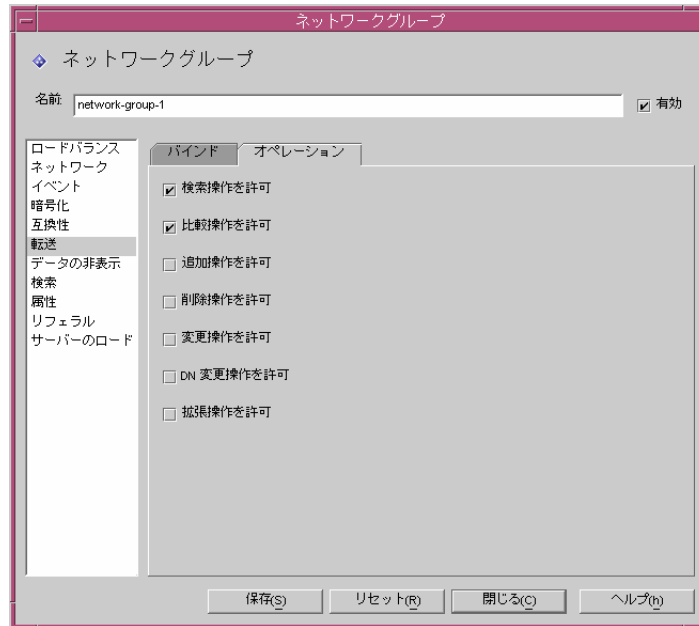 ネットワークグループ
ネットワークグループ
名前: network-group-1 有効
ロードバランス
ネットワーク
イベント
暗号化
互換性
転送
データの非表示
検索
属性
リフェラル
サーバーのロード
バインド オペレーション
検索操作を許可
比較操作を許可
追加操作を許可
削除操作を許可
変更操作を許可
DN 変更操作を許可
拡張操作を許可
保存(S) リセット(R) 閉じる(C) ヘルプ(h)